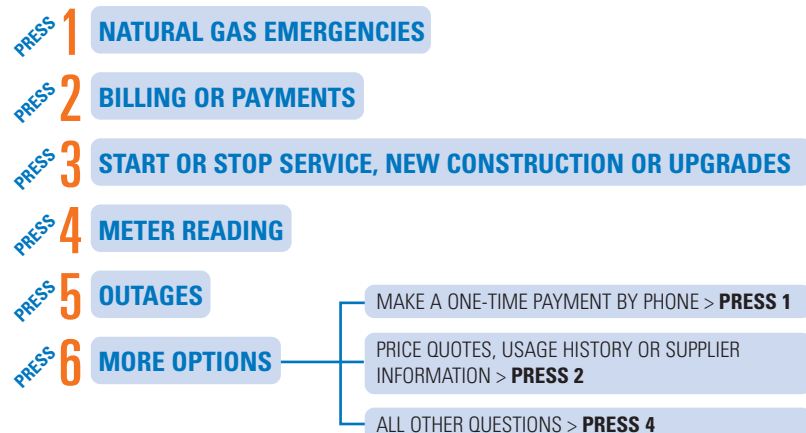 PRESS 1 NATURAL GAS EMERGENCIES
PRESS 2 BILLING OR PAYMENTS
PRESS 3 START OR STOP SERVICE, NEW CONSTRUCTION OR UPGRADES
PRESS 4 METER READING
PRESS 5 OUTAGES
PRESS 6 MORE OPTIONS
MAKE A ONE-TIME PAYMENT BY PHONE > PRESS 1
PRICE QUOTES, USAGE HISTORY OR SUPPLIER
INFORMATION > PRESS 2
ALL OTHER QUESTIONS > PRESS 4